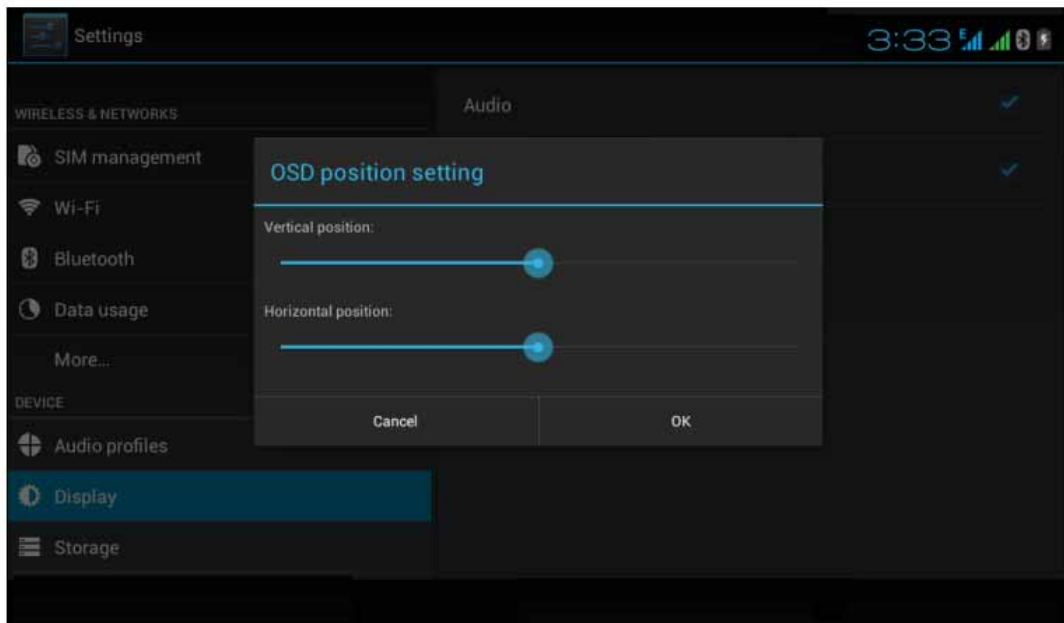 Settings
3:33
E
WIRELESS & NETWORKS
SIM management
Wi-Fi
Bluetooth
Data usage
More...
DEVICE
Audio profiles
Display
Storage
Audio
OSD position setting
Vertical position:
Horizontal position:
Cancel
OK